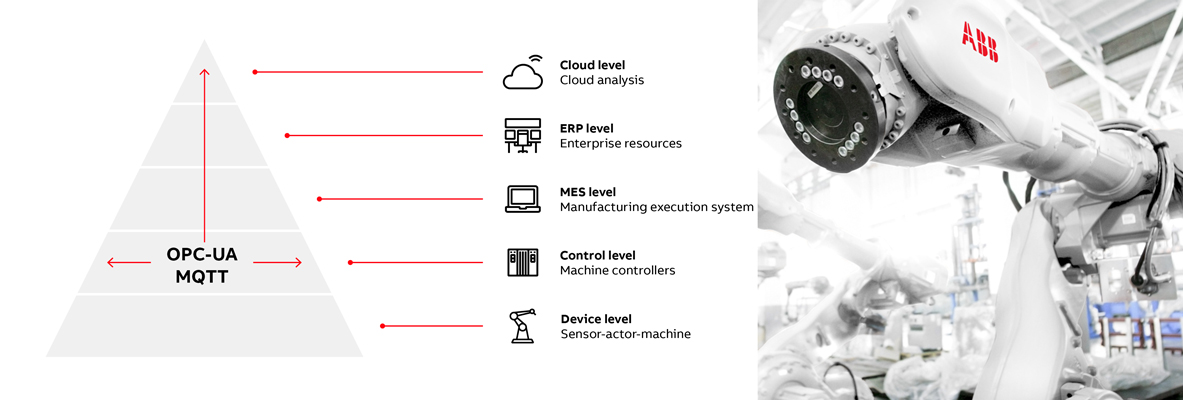 OPC-UA
MQTT
Cloud level
Cloud analysis
ERP level
Enterprise resources
MES level
Manufacturing execution system
Control level
Machine controllers
Device level
Sensor-actor-machine
ABB